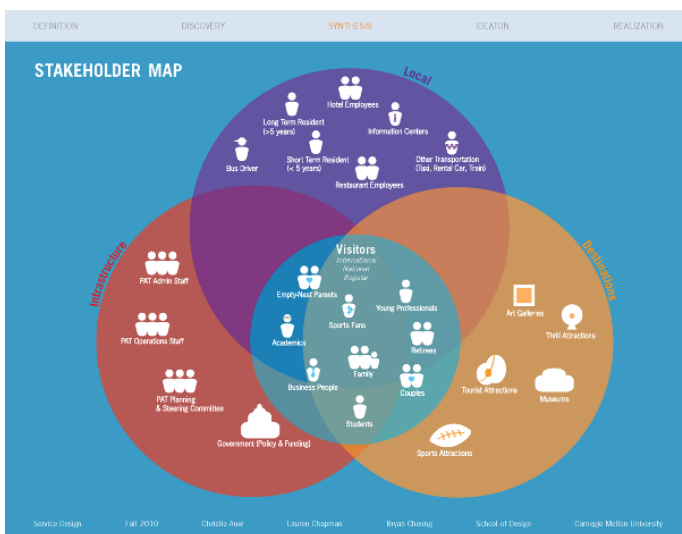 DEFINITION DISCOVERY SYNTHESIS IDEATON REALIZATION
STAKEHOLDER MAP
Local
Hotel Employees
Long Term Resident
(>5 years)
Information Centers
Bus Driver
Short Term Resident
(< 5 years)
Other Transportation
(Taxi, Rental Car, Train)
Restaurant Employees
Infrastructure
Destinations
Visitors
International
National
Regular
PAT Admin Staff
Empty-Nest Parents
Young Professionals
Art Galleries
Sports Fans
Thrill Attractions
PAT Operations Staff
Academics
Retirees
Family
Business People
Couples
Tourist Attractions
Museums
PAT Planning
& Steering Committee
Students
Government (Policy & Funding)
Sports Attractions
Service Design Fall 2010 Christie Auw Lauren Chapman Bryan Cheung School of Design Carnegie Mellon University